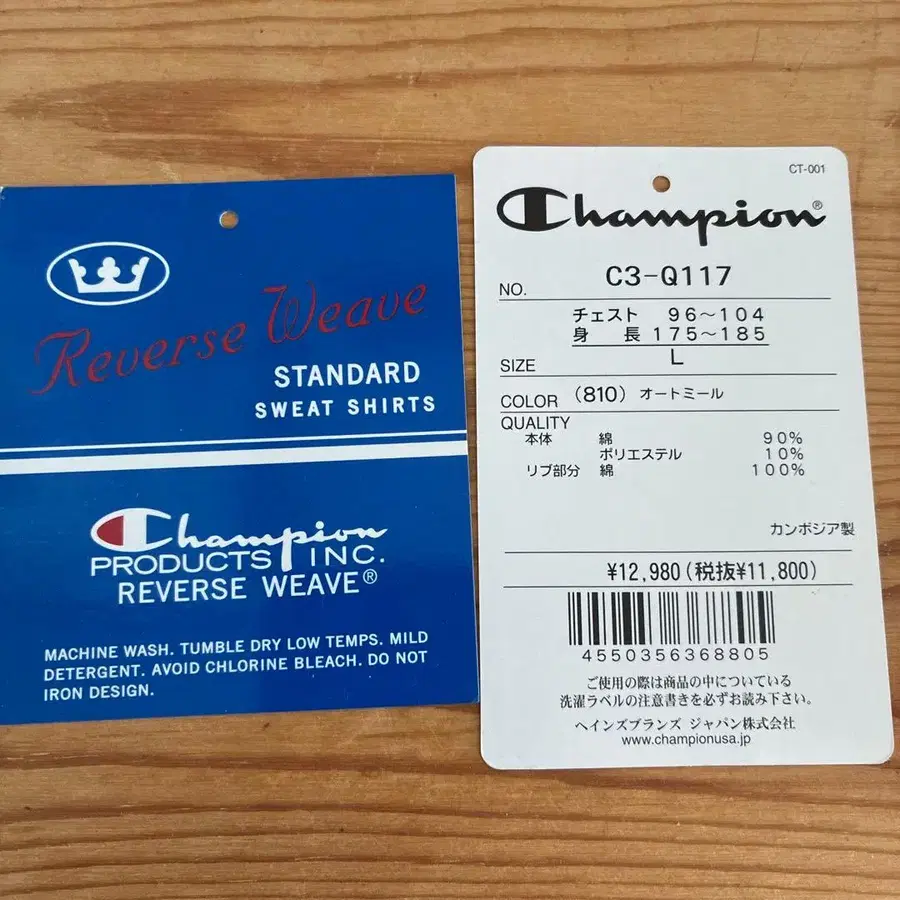 Reverse Weave
STANDARD
SWEAT SHIRTS
Champion
PRODUCTS INC.
REVERSE WEAVE®
MACHINE WASH. TUMBLE DRY LOW TEMPS. MILD
DETERGENT. AVOID CHLORINE BLEACH. DO NOT
IRON DESIGN.
CT-001
Champion®
NO. C3-Q117
チェスト 96～104
身 長 175～185
SIZE L
COLOR (810) オートミール
QUALITY
本体 綿 90%
ポリエステル 10%
リブ部分 綿 100%
カンボジア製
¥12,980(税抜¥11,800)
4550356368805
ご使用の際は商品の中についている
洗濯ラベルの注意書きを必ずお読み下さい。
ヘインズブランズ ジャパン株式会社
www.championusa.jp